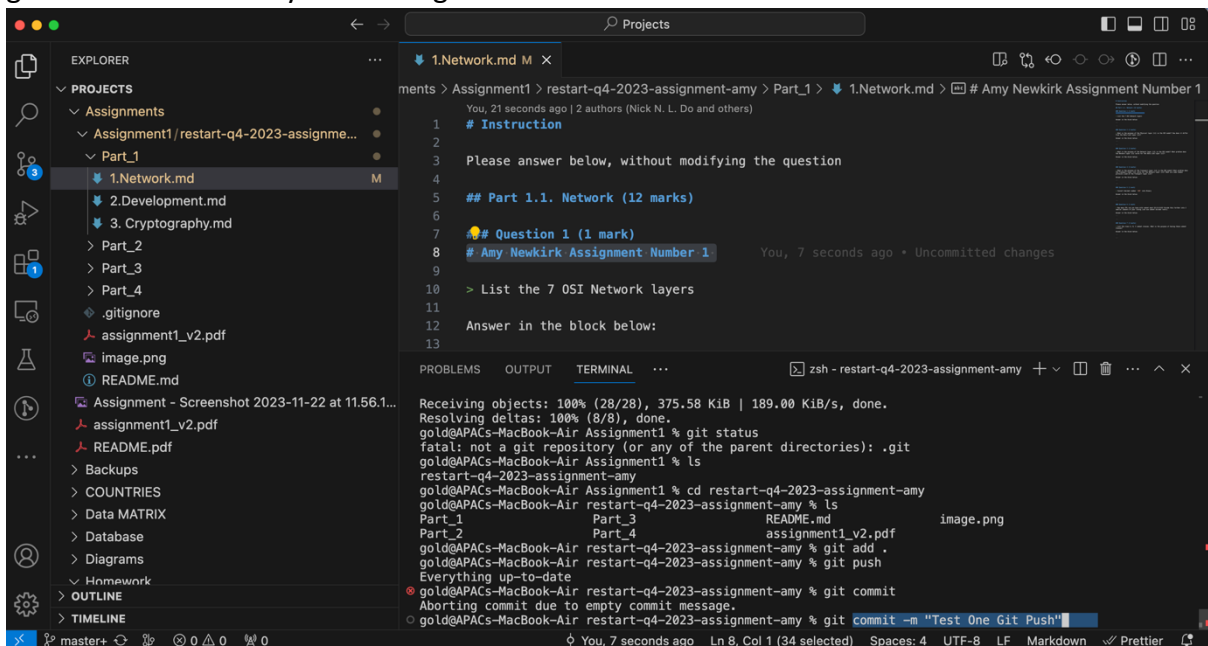 Projects
EXPLORER
PROJECTS
Assignments
Assignment1/restart-q4-2023-assignme...
Part_1
1.Network.md M
2.Development.md
3. Cryptography.md
Part_2
Part_3
Part_4
.gitignore
assignment1_v2.pdf
image.png
README.md
Assignment - Screenshot 2023-11-22 at 11.56.1...
assignment1_v2.pdf
README.pdf
Backups
COUNTRIES
Data MATRIX
Database
Diagrams
Homework
OUTLINE
TIMELINE
3
1
1.Network.md M
ments > Assignment1 > restart-q4-2023-assignment-amy > Part_1 > 1.Network.md > # Amy Newkirk Assignment Number 1
You, 21 seconds ago | 2 authors (Nick N. L. Do and others)
1 # Instruction
2
3 Please answer below, without modifying the question
4
5 ## Part 1.1. Network (12 marks)
6
7 # Question 1 (1 mark)
8 # Amy Newkirk Assignment Number 1 You, 7 seconds ago • Uncommitted changes
9
10 > List the 7 OSI Network layers
11
12 Answer in the block below:
13
PROBLEMS OUTPUT TERMINAL ... zsh - restart-q4-2023-assignment-amy
Receiving objects: 100% (28/28), 375.58 KiB | 189.00 KiB/s, done.
Resolving deltas: 100% (8/8), done.
gold@APACs-MacBook-Air Assignment1 % git status
fatal: not a git repository (or any of the parent directories): .git
gold@APACs-MacBook-Air Assignment1 % ls
restart-q4-2023-assignment-amy
gold@APACs-MacBook-Air Assignment1 % cd restart-q4-2023-assignment-amy
gold@APACs-MacBook-Air restart-q4-2023-assignment-amy % ls
Part_1 Part_3 README.md image.png
Part_2 Part_4 assignment1_v2.pdf
gold@APACs-MacBook-Air restart-q4-2023-assignment-amy % git add .
gold@APACs-MacBook-Air restart-q4-2023-assignment-amy % git push
Everything up-to-date
gold@APACs-MacBook-Air restart-q4-2023-assignment-amy % git commit
Aborting commit due to empty commit message.
gold@APACs-MacBook-Air restart-q4-2023-assignment-amy % git commit -m "Test One Git Push"
master+ 0 0 0 You, 7 seconds ago Ln 8, Col 1 (34 selected) Spaces: 4 UTF-8 LF Markdown Prettier